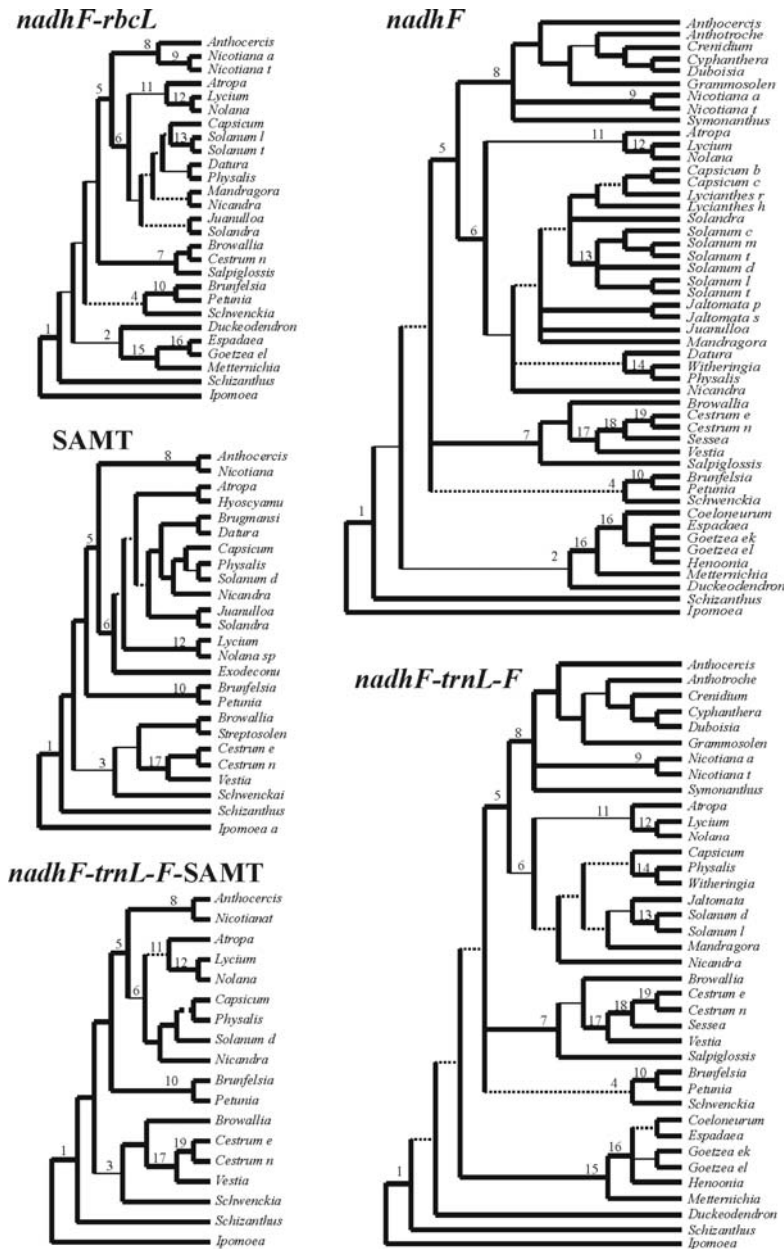 nadhF-rbcL
8
Anthocercis
9
Nicotiana a
Nicotiana t
5
11
Atropa
12
Lycium
Nolana
6
Capsicum
13
Solanum l
Solanum t
Datura
Physalis
Mandragora
Nicandra
Juanulloa
Solandra
7
Browallia
Cestrum n
Salpiglossis
10
Brunfelsia
4
Petunia
Schwenckia
1
2
Duckeodendron
16
Espadaea
15
Goetzea el
Metternichia
Schizanthus
Ipomoea
SAMT
8
Anthocercis
Nicotiana
Atropa
Hyoscyamu
5
Brugmansi
Datura
Capsicum
Physalis
Solanum d
Nicandra
Juanulloa
Solandra
6
12
Lycium
Nolana sp
Exodeconu
10
Brunfelsia
Petunia
Browallia
Streptosolen
1
3
17
Cestrum e
Cestrum n
Vestia
Schwenckai
Schizanthus
Ipomoea a
nadhF-trnL-F-SAMT
8
Anthocercis
Nicotianat
5
11
Atropa
12
Lycium
Nolana
6
Capsicum
Physalis
Solanum d
Nicandra
10
Brunfelsia
Petunia
Browallia
1
3
17
19
Cestrum e
Cestrum n
Vestia
Schwenckia
Schizanthus
Ipomoea
nadhF
Anthocercis
Anthotroche
Crenidium
Cyphanthera
8
Duboisia
Grammosolen
9
Nicotiana a
Nicotiana t
Symonanthus
5
11
Atropa
12
Lycium
Nolana
Capsicum b
Capsicum c
Lycianthes r
Lycianthes h
6
Solandra
Solanum c
Solanum m
13
Solanum t
Solanum d
Solanum l
Solanum t
Jaltomata p
Jaltomata s
Juanulloa
Mandragora
Datura
14
Witheringia
Physalis
Nicandra
Browallia
19
Cestrum e
7
17
18
Cestrum n
Sessea
Vestia
Salpiglossis
10
Brunfelsia
4
Petunia
Schwenckia
1
Coeloneurum
16
Espadaea
Goetzea ek
16
Goetzea el
2
Henoonia
Metternichia
Duckeodendron
Schizanthus
Ipomoea
nadhF-trnL-F
Anthocercis
Anthotroche
Crenidium
Cyphanthera
8
Duboisia
Grammosolen
9
Nicotiana a
Nicotiana t
Symonanthus
5
11
Atropa
12
Lycium
Nolana
6
Capsicum
14
Physalis
Witheringia
Jaltomata
13
Solanum d
Solanum l
Mandragora
Nicandra
Browallia
19
Cestrum e
7
17
18
Cestrum n
Sessea
Vestia
Salpiglossis
10
Brunfelsia
4
Petunia
Schwenckia
Coeloneurum
Espadaea
16
Goetzea ek
1
15
Goetzea el
Henoonia
Metternichia
Duckeodendron
Schizanthus
Ipomoea